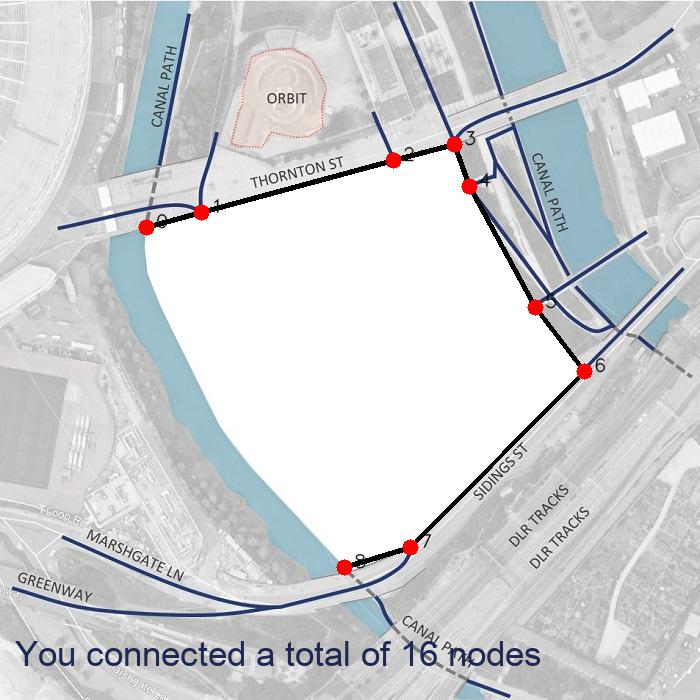 CANAL PATH
ORBIT
THORNTON ST
CANAL PATH
0
1
2
3
4
5
6
7
8
SIDINGS ST
DLR TRACKS
DLR TRACKS
MARSHGATE LN
GREENWAY
CANAL PATH
You connected a total of 16 nodes